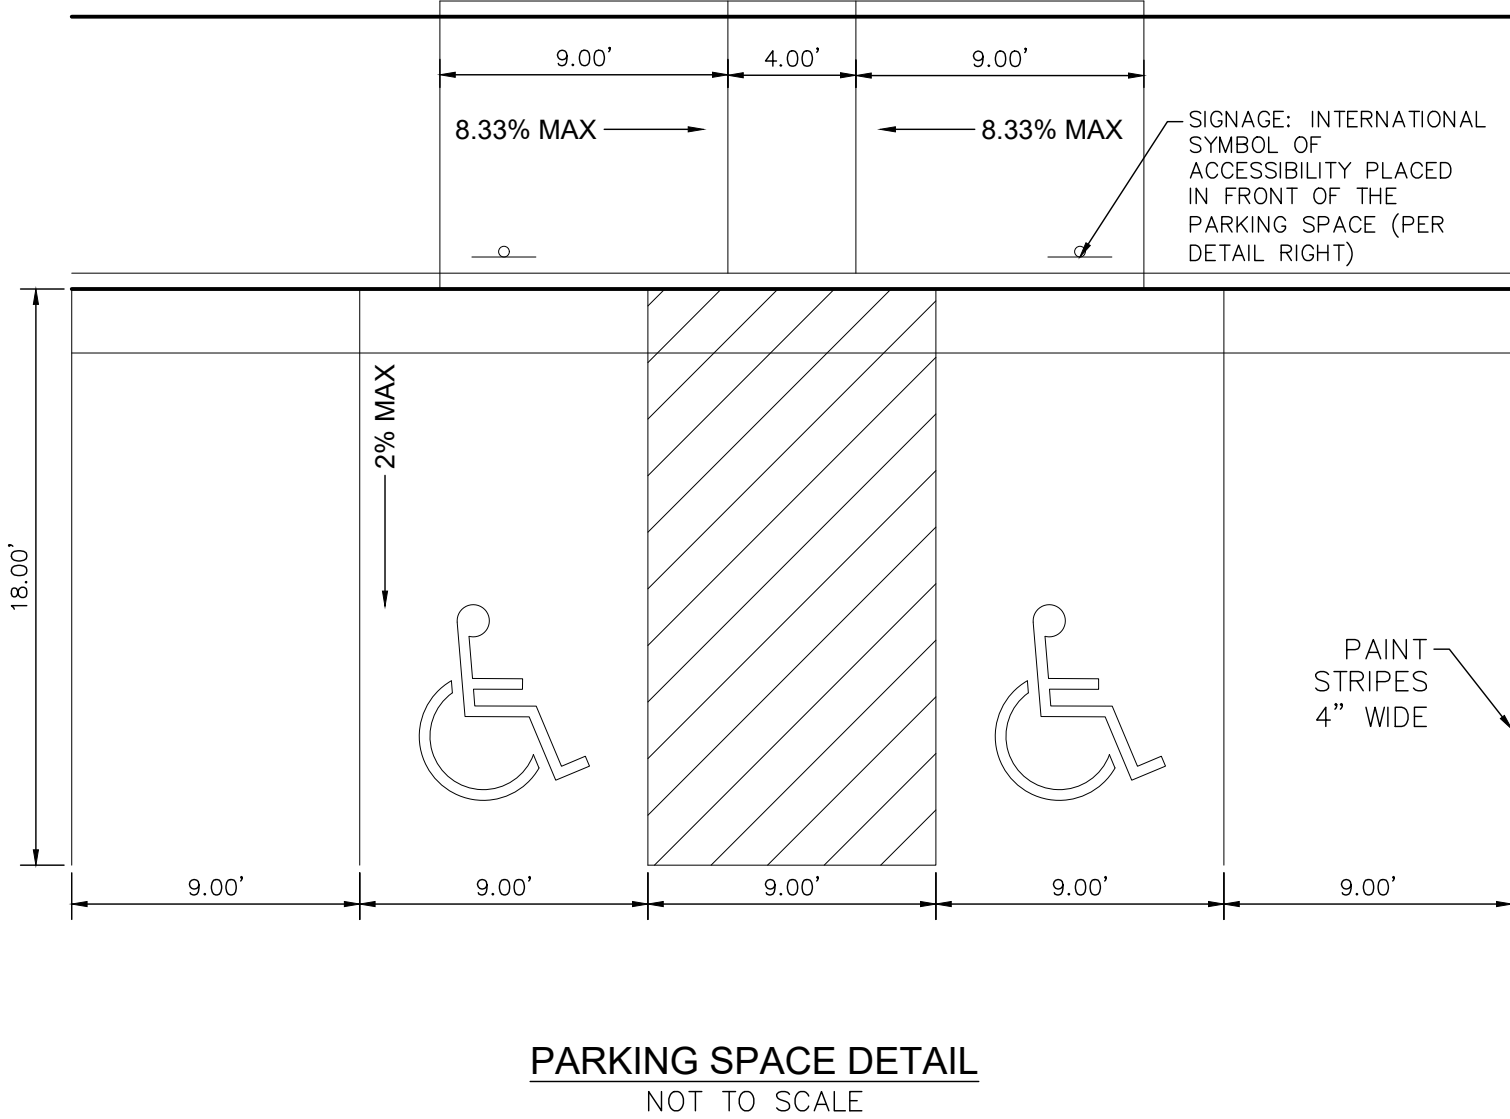 9.00’
4.00’
9.00’
8.33% MAX
8.33% MAX
SIGNAGE: INTERNATIONAL
SYMBOL OF
ACCESSIBILITY PLACED
IN FRONT OF THE
PARKING SPACE (PER
DETAIL RIGHT)
2% MAX
18.00’
PAINT
STRIPES
4” WIDE
9.00’
9.00’
9.00’
9.00’
9.00’
PARKING SPACE DETAIL
NOT TO SCALE